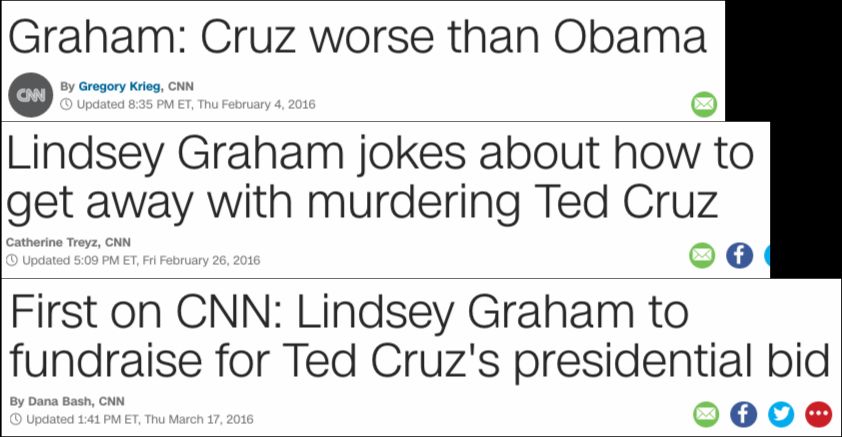 Graham: Cruz worse than Obama
CNN
By Gregory Krieg, CNN
Updated 8:35 PM ET, Thu February 4, 2016
Lindsey Graham jokes about how to
get away with murdering Ted Cruz
Catherine Treyz, CNN
Updated 5:09 PM ET, Fri February 26, 2016
First on CNN: Lindsey Graham to
fundraise for Ted Cruz's presidential bid
By Dana Bash, CNN
Updated 1:41 PM ET, Thu March 17, 2016